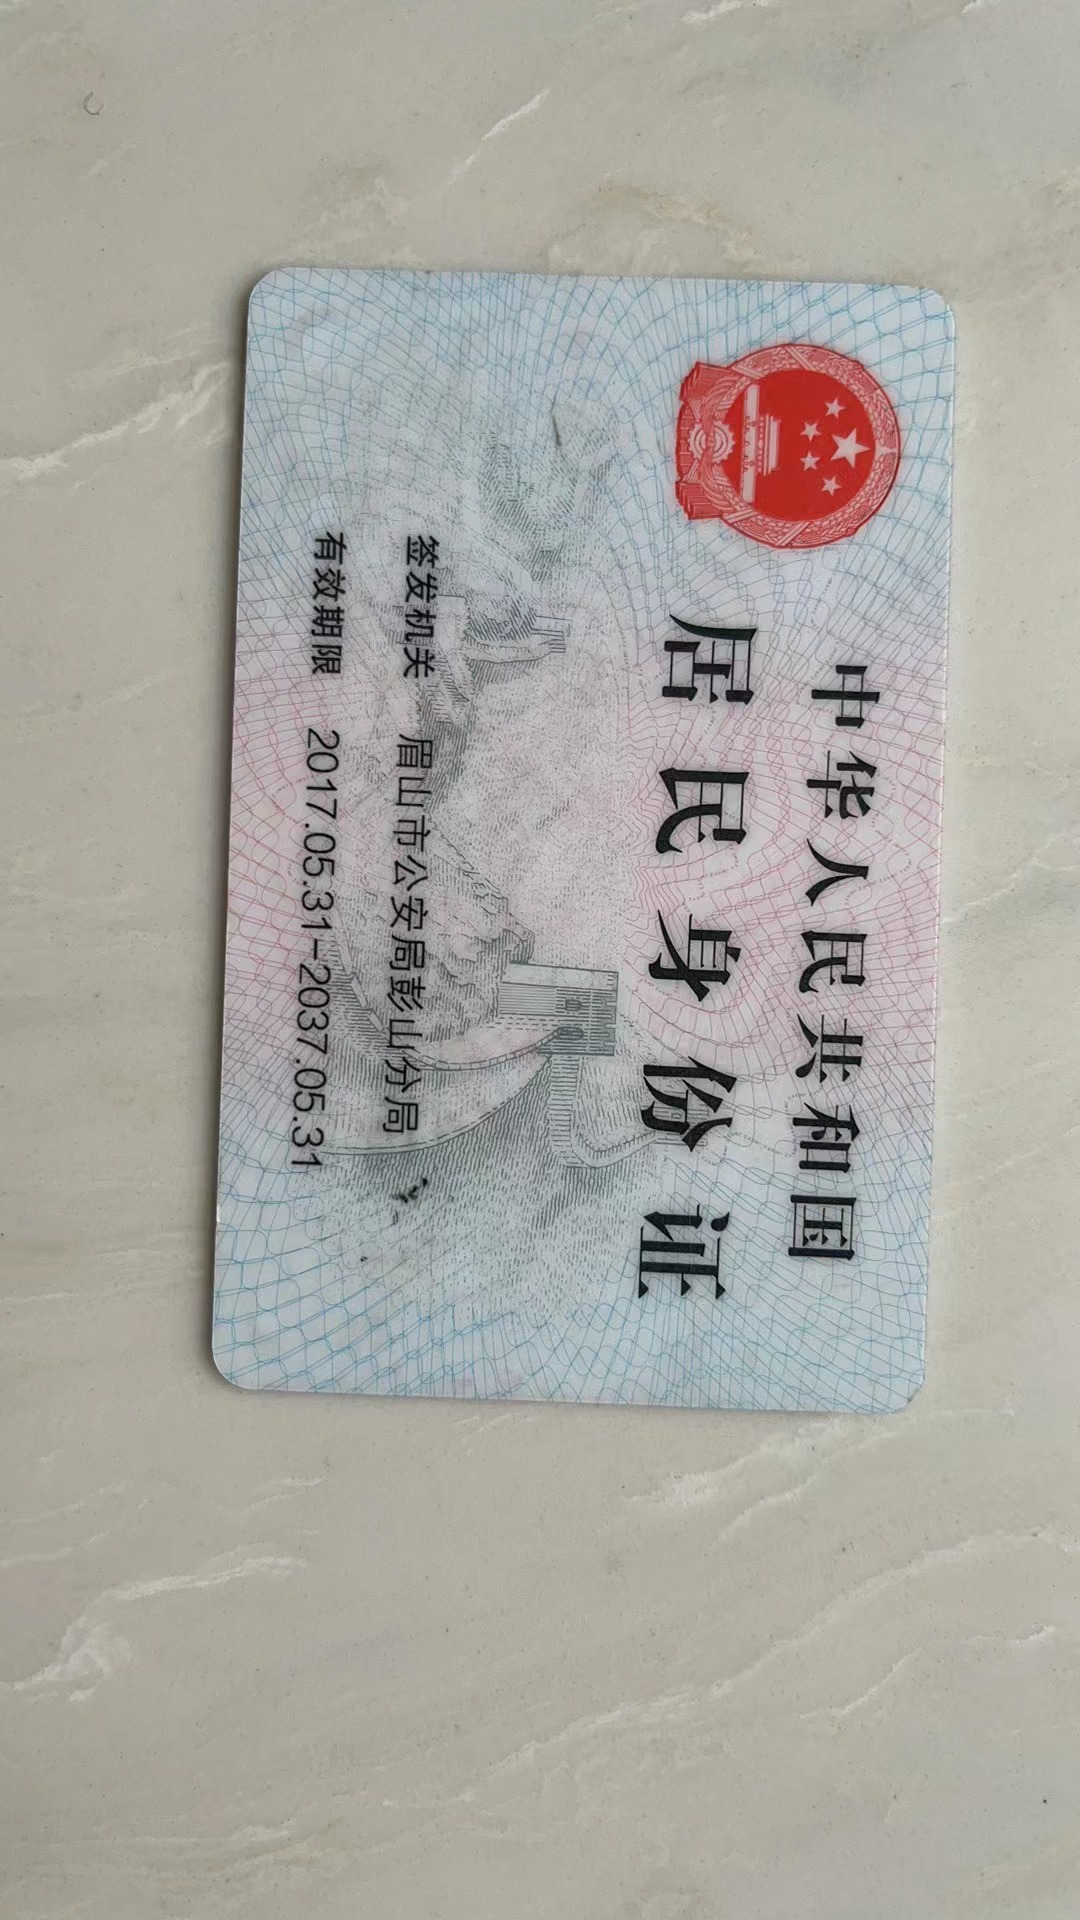 中华人民共和国
居民身份证
签发机关 眉山市公安局彭山分局
有效期限 2017.05.31-2037.05.31